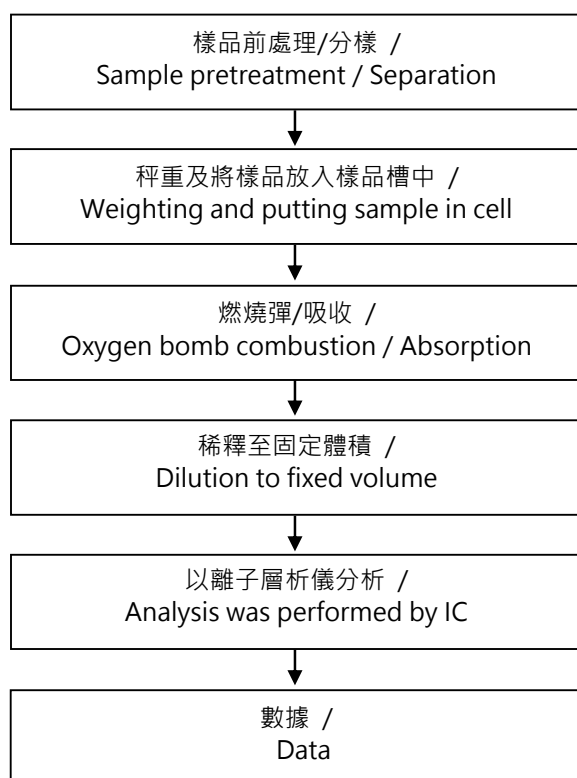 樣品前處理/分樣 /
Sample pretreatment / Separation
秤重及將樣品放入樣品槽中 /
Weighting and putting sample in cell
燃燒彈/吸收 /
Oxygen bomb combustion / Absorption
稀釋至固定體積 /
Dilution to fixed volume
以離子層析儀分析 /
Analysis was performed by IC
數據 /
Data